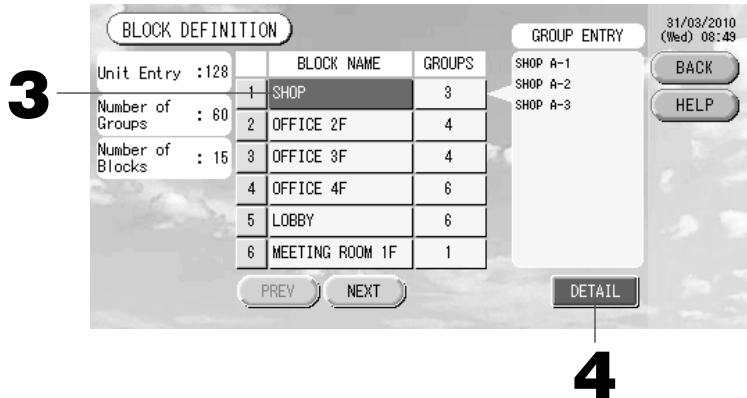 BLOCK DEFINITION
31/03/2010
(Wed) 08:49
GROUP ENTRY
Unit Entry :128
Number of Groups : 60
Number of Blocks : 15
BLOCK NAME GROUPS
1 SHOP 3
2 OFFICE 2F 4
3 OFFICE 3F 4
4 OFFICE 4F 6
5 LOBBY 6
6 MEETING ROOM 1F 1
PREV NEXT
SHOP A-1
SHOP A-2
SHOP A-3
DETAIL
BACK
HELP
3
4